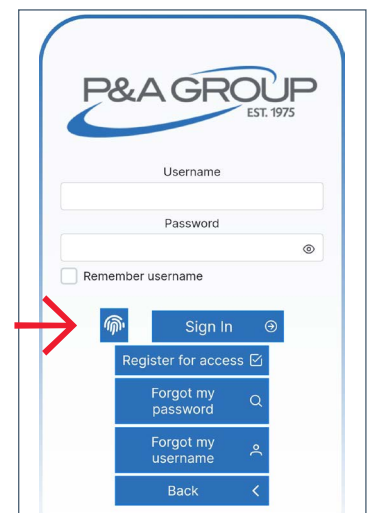 P&A GROUP
EST. 1975
Username
Password
Remember username
Sign In
Register for access
Forgot my
password
Forgot my
username
Back